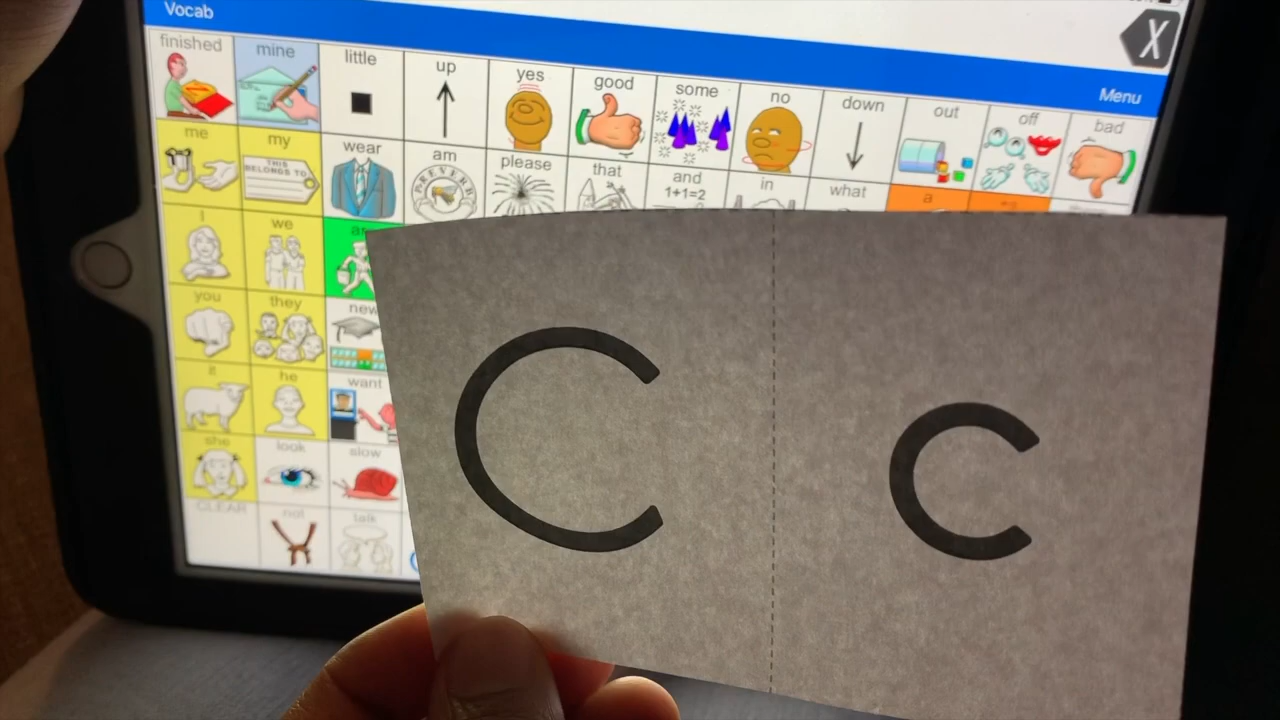 Vocab
Menu
finished mine little up yes good some no down out off bad
me my wear am please that and in what a
THIS BELONGS TO
PREVERB
1+1=2
I we
you they new
it he want
she look slow
CLEAR not talk
C c